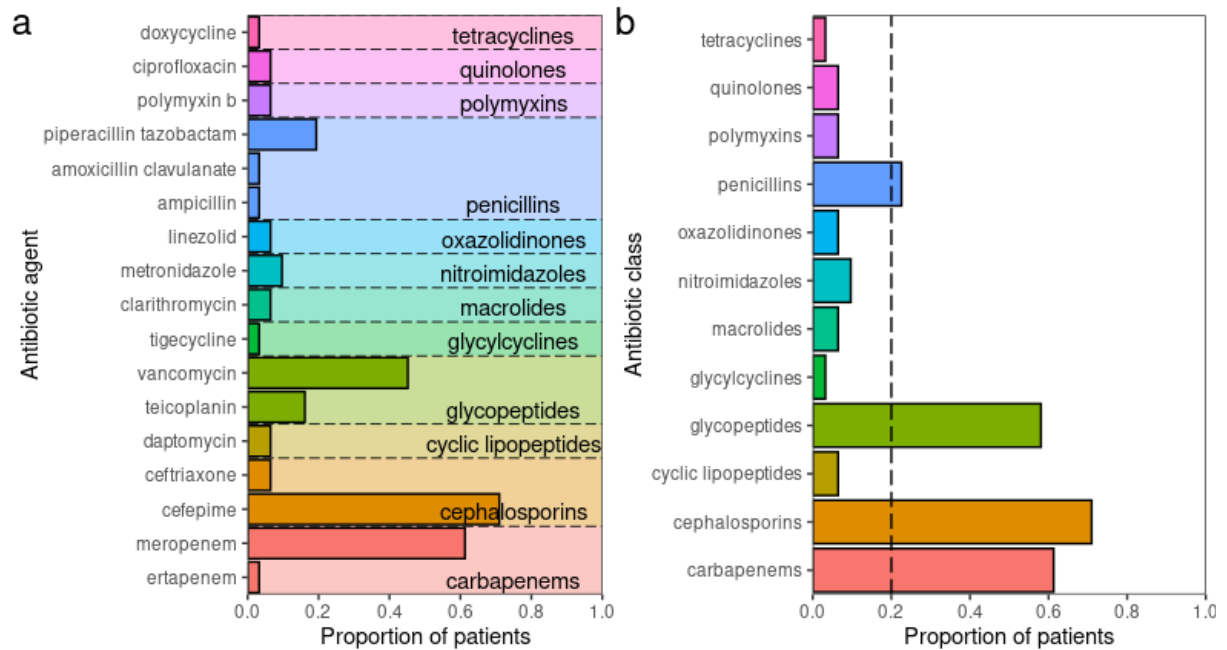 a
Antibiotic agent
doxycycline
ciprofloxacin
polymyxin b
piperacillin tazobactam
amoxicillin clavulanate
ampicillin
linezolid
metronidazole
clarithromycin
tigecycline
vancomycin
teicoplanin
daptomycin
ceftriaxone
cefepime
meropenem
ertapenem
tetracyclines
quinolones
polymyxins
penicillins
oxazolidinones
nitroimidazoles
macrolides
glycylcyclines
glycopeptides
cyclic lipopeptides
cephalosporins
carbapenems
0.0 0.2 0.4 0.6 0.8 1.0
Proportion of patients
b
Antibiotic class
tetracyclines
quinolones
polymyxins
penicillins
oxazolidinones
nitroimidazoles
macrolides
glycylcyclines
glycopeptides
cyclic lipopeptides
cephalosporins
carbapenems
0.0 0.2 0.4 0.6 0.8 1.0
Proportion of patients